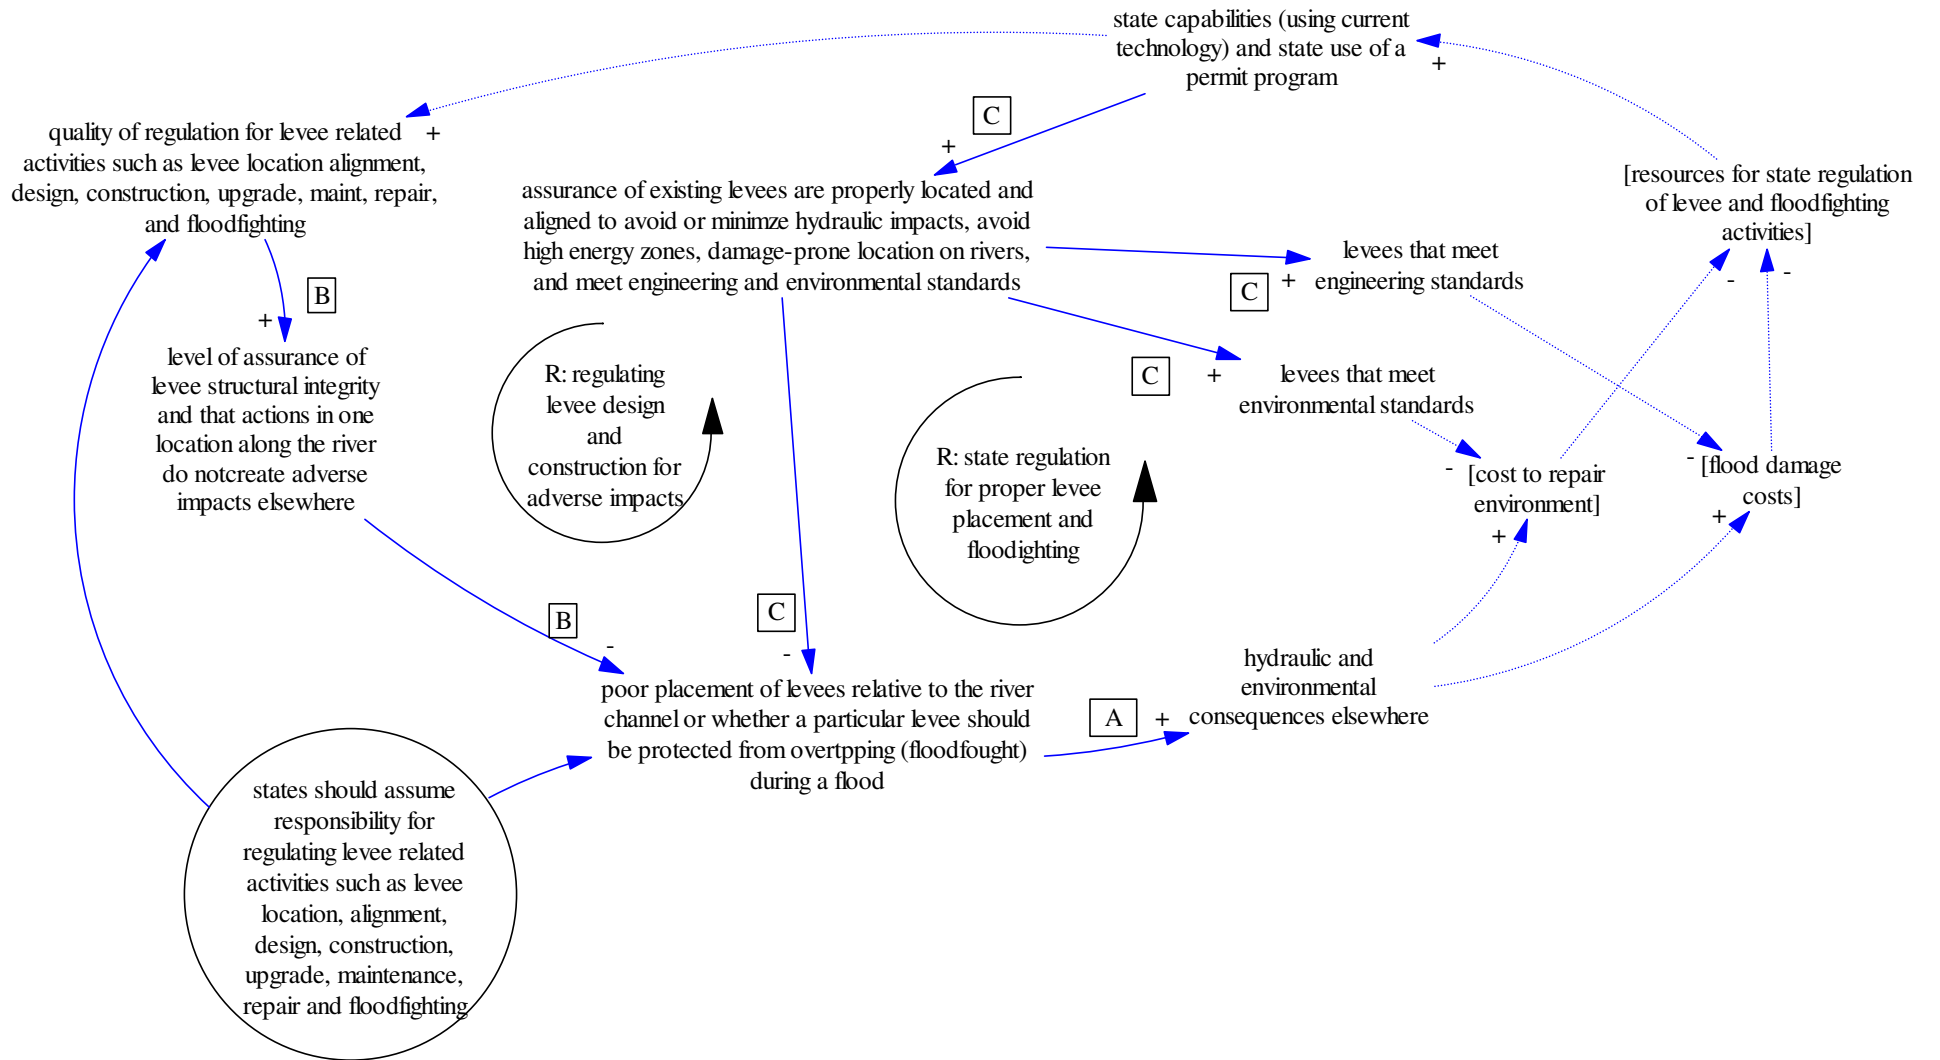 state capabilities (using current
technology) and state use of a
permit program
+
C
+
quality of regulation for levee related
+
activities such as levee location alignment,
design, construction, upgrade, maint, repair,
and floodfighting
assurance of existing levees are properly located and
aligned to avoid or minimze hydraulic impacts, avoid
high energy zones, damage-prone location on rivers,
and meet engineering and environmental standards
[resources for state regulation
of levee and floodfighting
activities]
-
-
levees that meet
engineering standards
C
+
B
+
level of assurance of
levee structural integrity
and that actions in one
location along the river
do notcreate adverse
impacts elsewhere
R: regulating
levee design
and
construction for
adverse impacts
C
+
levees that meet
environmental standards
R: state regulation
for proper levee
placement and
floodighting
-
[cost to repair
environment]
+
-
[flood damage
costs]
+
B
-
C
-
poor placement of levees relative to the river
channel or whether a particular levee should
be protected from overtpping (floodfought)
during a flood
A
+
hydraulic and
environmental
consequences elsewhere
states should assume
responsibility for
regulating levee related
activities such as levee
location, alignment,
design, construction,
upgrade, maintenance,
repair and floodfighting